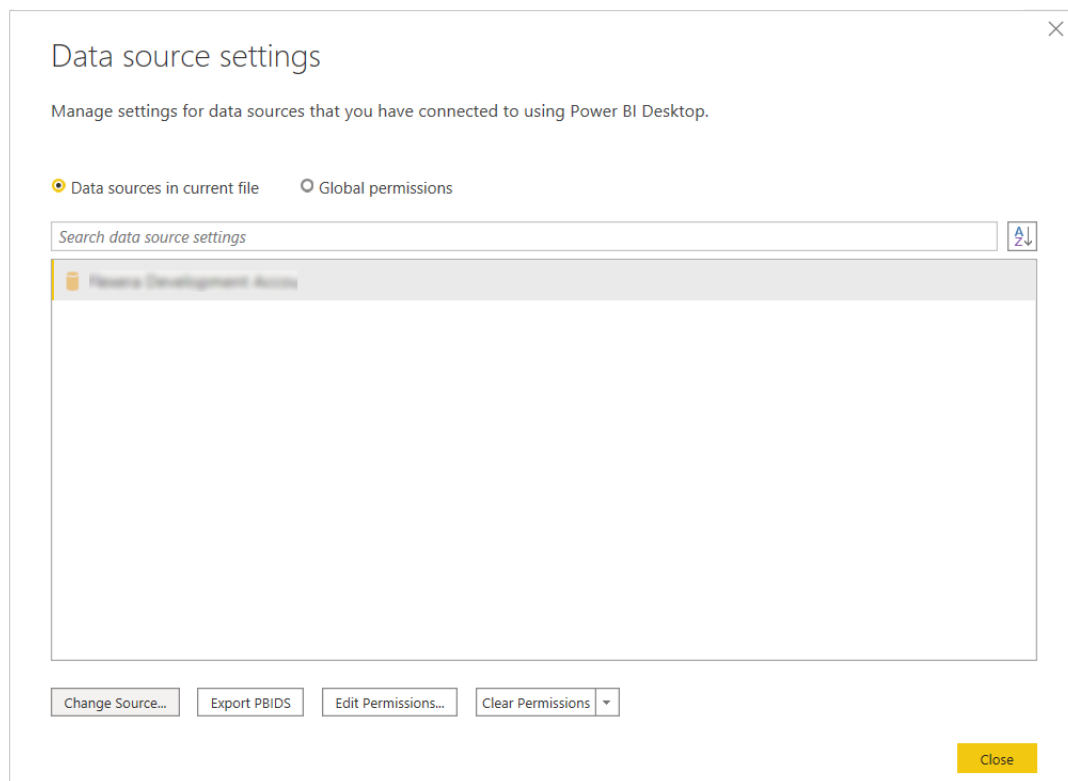 Data source settings
Manage settings for data sources that you have connected to using Power BI Desktop.
Data sources in current file Global permissions
Search data source settings
A
Z
Development
Change Source... Export PBIDS Edit Permissions... Clear Permissions
Close